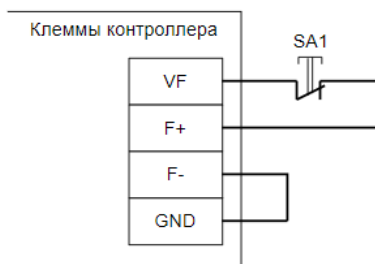 Клеммы контроллера
SA1
VF
F+
F-
GND